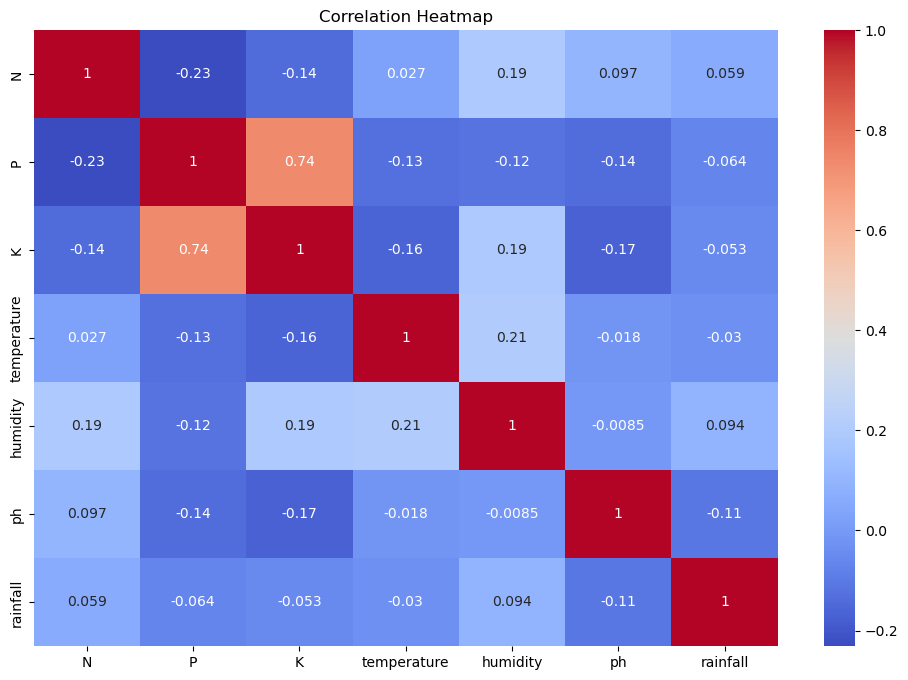 Correlation Heatmap
N 1 -0.23 -0.14 0.027 0.19 0.097 0.059
P -0.23 1 0.74 -0.13 -0.12 -0.14 -0.064
K -0.14 0.74 1 -0.16 0.19 -0.17 -0.053
temperature 0.027 -0.13 -0.16 1 0.21 -0.018 -0.03
humidity 0.19 -0.12 0.19 0.21 1 -0.0085 0.094
ph 0.097 -0.14 -0.17 -0.018 -0.0085 1 -0.11
rainfall 0.059 -0.064 -0.053 -0.03 0.094 -0.11 1
N P K temperature humidity ph rainfall
1.0
0.8
0.6
0.4
0.2
0.0
−0.2